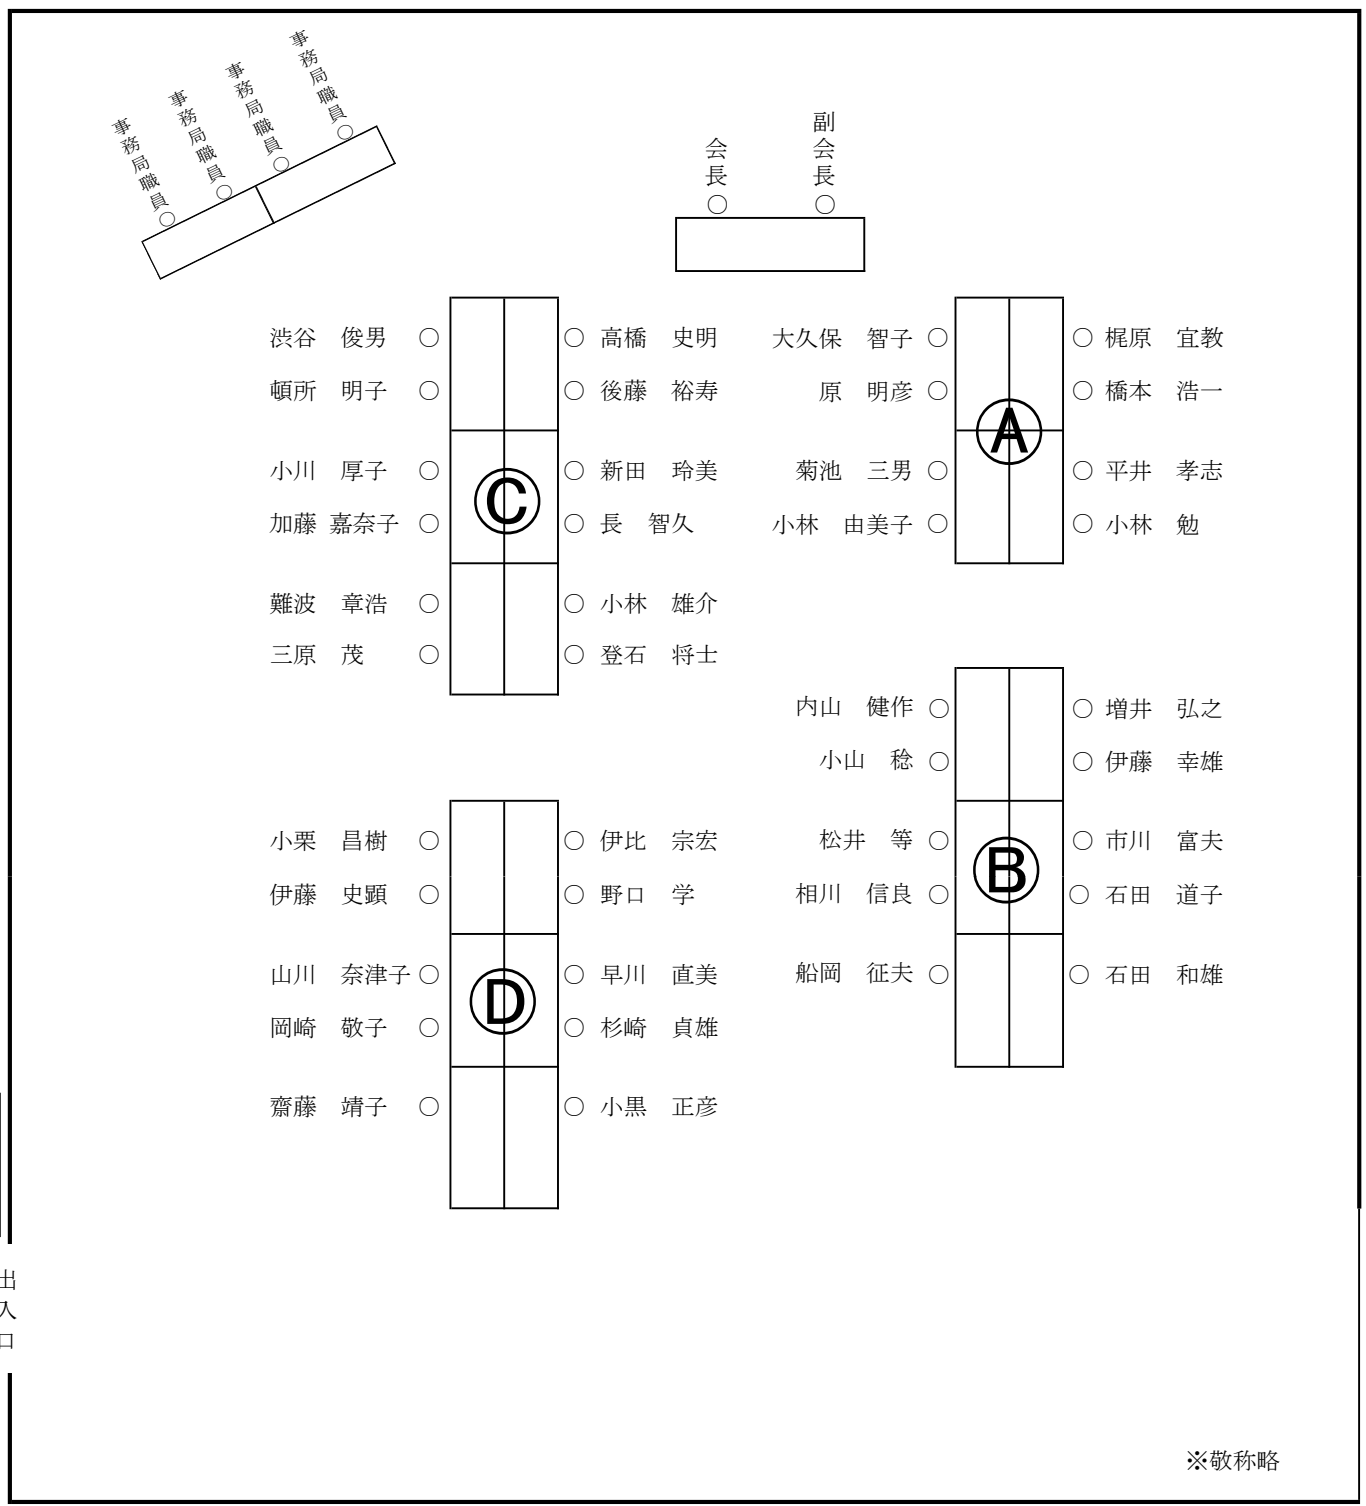 事務局職員○
事務局職員○
事務局職員○
事務局職員○
会長○
副会長○
渋谷　俊男　○
頓所　明子　○
小川　厚子　○
加藤 嘉奈子 ○
難波　章浩　○
三原　茂　　○
Ⓒ
○ 高橋　史明
○ 後藤　裕寿
○ 新田　玲美
○ 長　智久
○ 小林　雄介
○ 登石　将士
大久保　智子 ○
原　明彦 ○
菊池　三男 ○
小林　由美子 ○
Ⓐ
○ 梶原　宜教
○ 橋本　浩一
○ 平井　孝志
○ 小林　勉
内山　健作 ○
小山　稔 ○
松井　等 ○
相川　信良 ○
船岡　征夫 ○
Ⓑ
○ 増井　弘之
○ 伊藤　幸雄
○ 市川　富夫
○ 石田　道子
○ 石田　和雄
小栗　昌樹　○
伊藤　史顕　○
山川　奈津子 ○
岡崎　敬子　○
齋藤　靖子　○
Ⓓ
○ 伊比　宗宏
○ 野口　学
○ 早川　直美
○ 杉崎　貞雄
○ 小黒　正彦
出入口
※敬称略